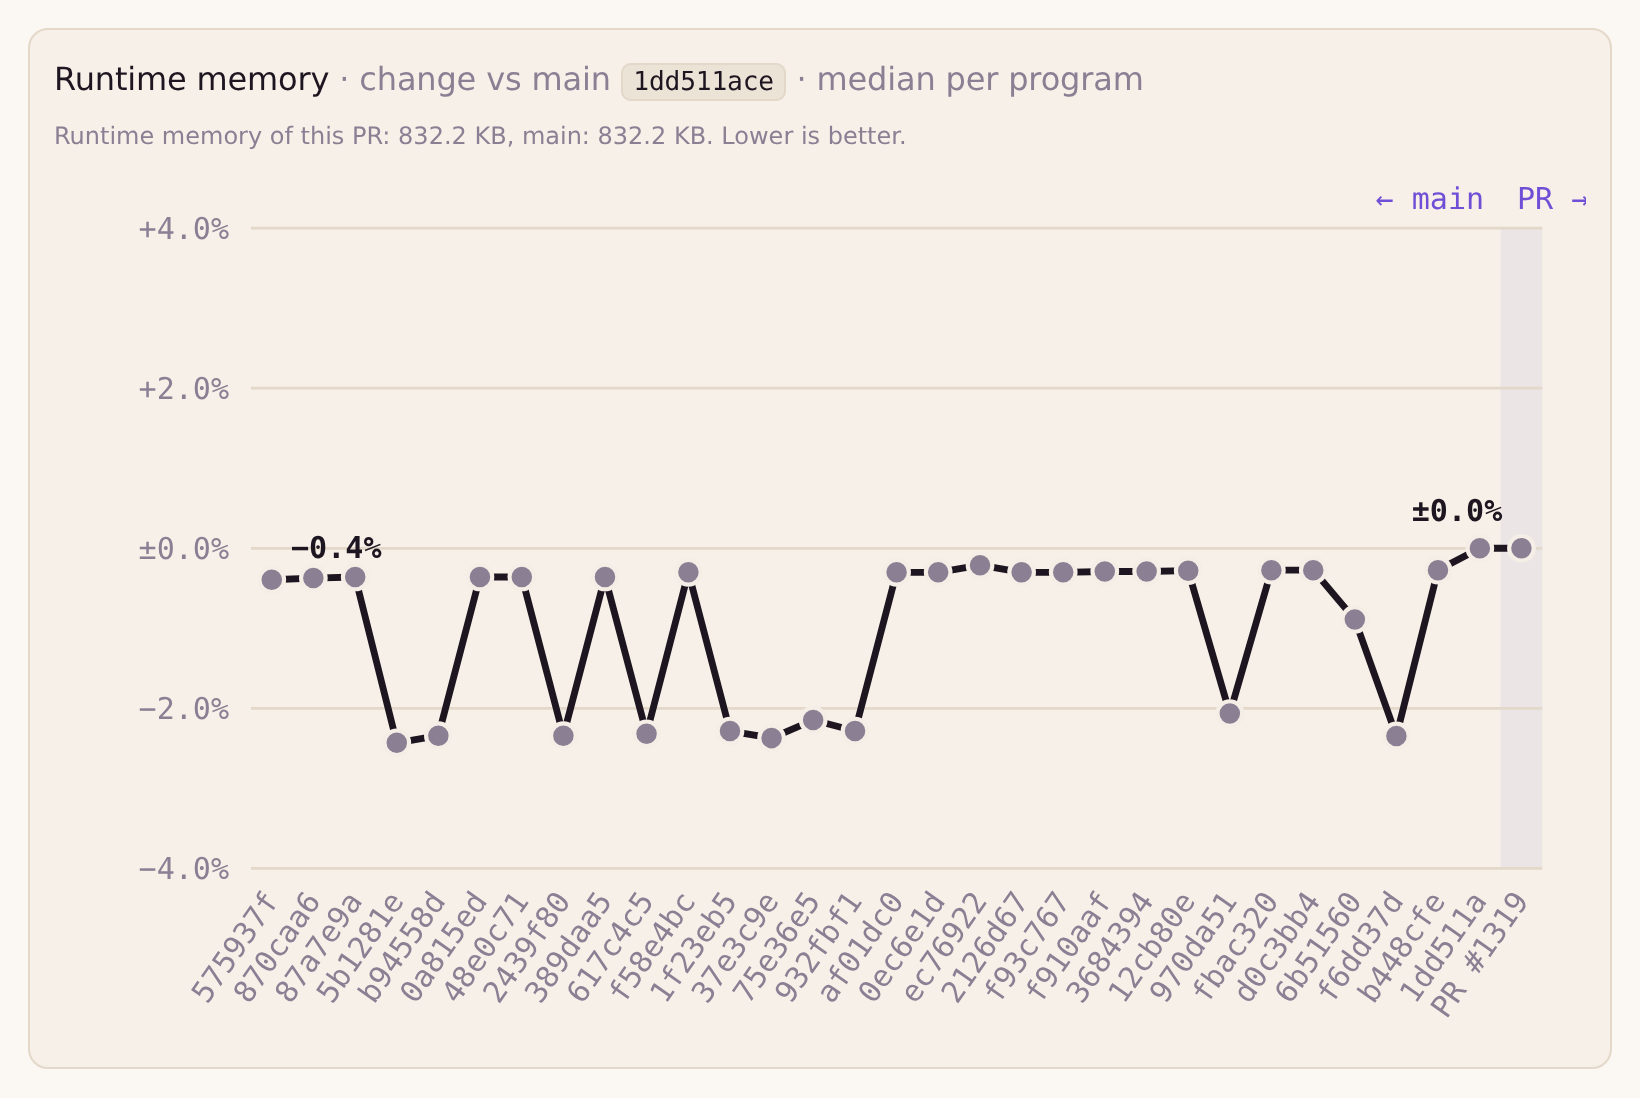 Runtime memory · change vs main 1dd511ace · median per program
Runtime memory of this PR: 832.2 KB, main: 832.2 KB. Lower is better.
← main PR →
+4.0%
+2.0%
±0.0%
−2.0%
−4.0%
−0.4%
±0.0%
575937f
870caa6
87a7e9a
5b1281e
b94558d
0a815ed
48e0c71
2439f80
389daa5
617c4c5
f58e4bc
1f23eb5
37e3c9e
75e36e5
932fbf1
af01dc0
0ec6e1d
ec76922
2126d67
f93c767
f910aaf
3684394
12cb80e
970da51
fbac320
d0c3bb4
6b51560
f6dd37d
b448cfe
1dd511a
PR #1319